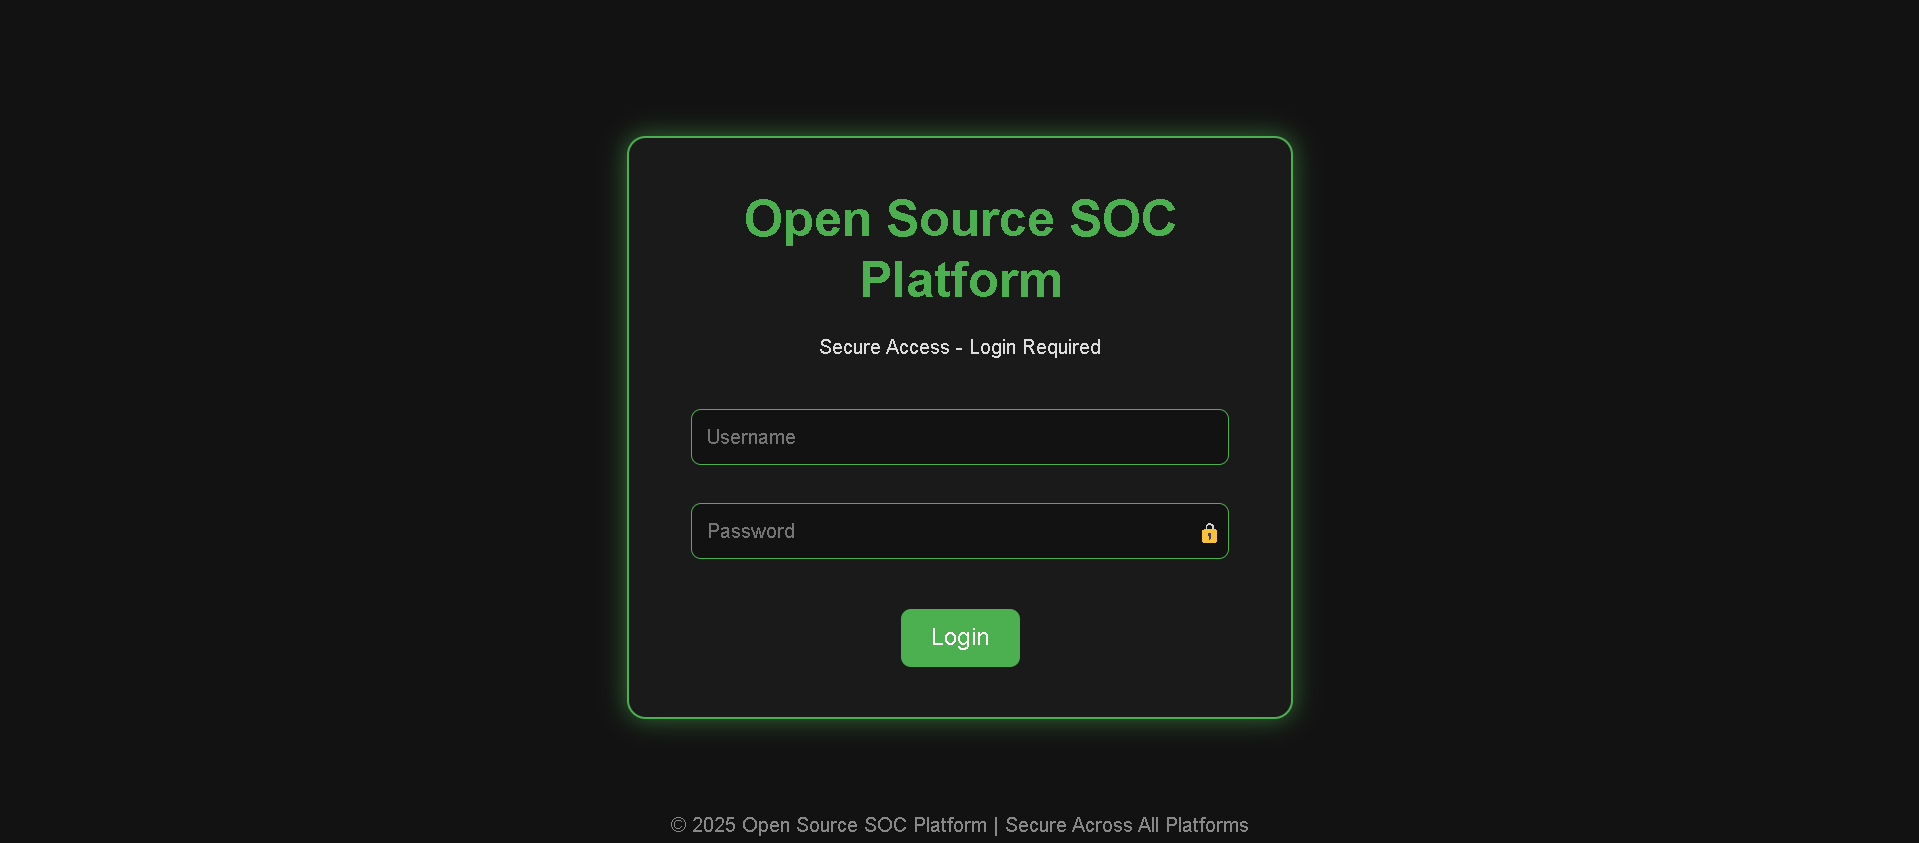 Open Source SOC
Platform
Secure Access - Login Required
Username
Password
Login
© 2025 Open Source SOC Platform | Secure Across All Platforms